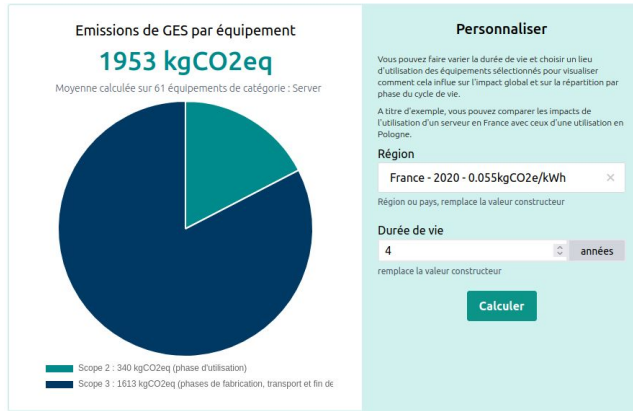 Emissions de GES par équipement
1953 kgCO2eq
Moyenne calculée sur 61 équipements de catégorie : Server
Scope 2 : 340 kgCO2eq (phase d'utilisation)
Scope 3 : 1613 kgCO2eq (phases de fabrication, transport et fin de
Personnaliser
Vous pouvez faire varier la durée de vie et choisir un lieu
d'utilisation des équipements sélectionnés pour visualiser
comment cela influe sur l'impact global et sur la répartition par
phase du cycle de vie.
A titre d'exemple, vous pouvez comparer les impacts de
l'utilisation d'un serveur en France avec ceux d'une utilisation en
Pologne.
Région
France - 2020 - 0.055kgCO2e/kWh ×
Région ou pays, remplace la valeur constructeur
Durée de vie
4 années
remplace la valeur constructeur
Calculer